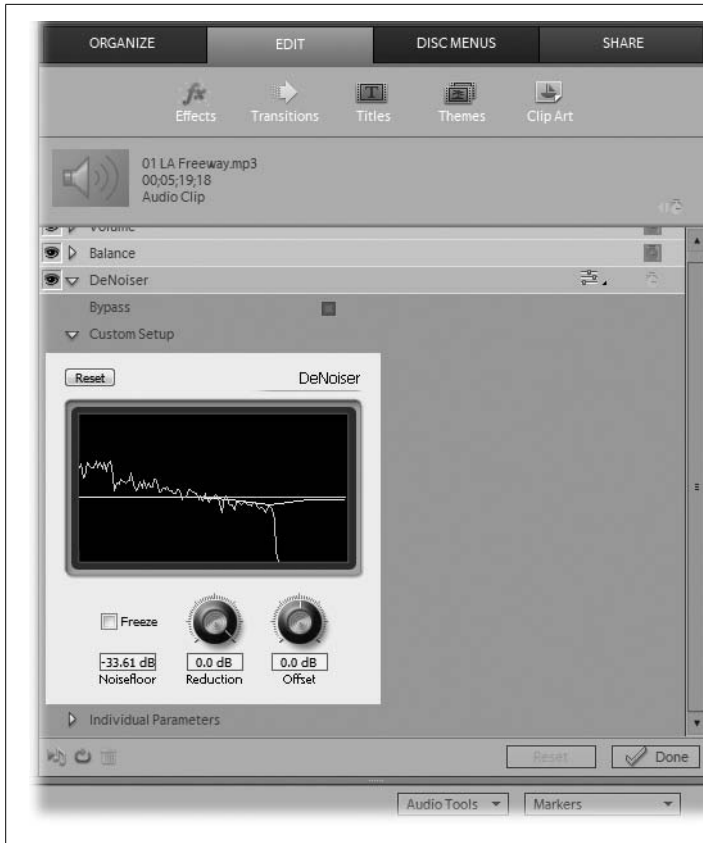 ORGANIZE EDIT DISC MENUS SHARE
fx
Effects Transitions Titles Themes Clip Art
01 LA Freeway.mp3
00;05;19;18
Audio Clip
Volume
Balance
DeNoiser
Bypass
Custom Setup
Reset DeNoiser
Freeze
-33.61 dB 0.0 dB 0.0 dB
Noisefloor Reduction Offset
Individual Parameters
Reset Done
Audio Tools Markers